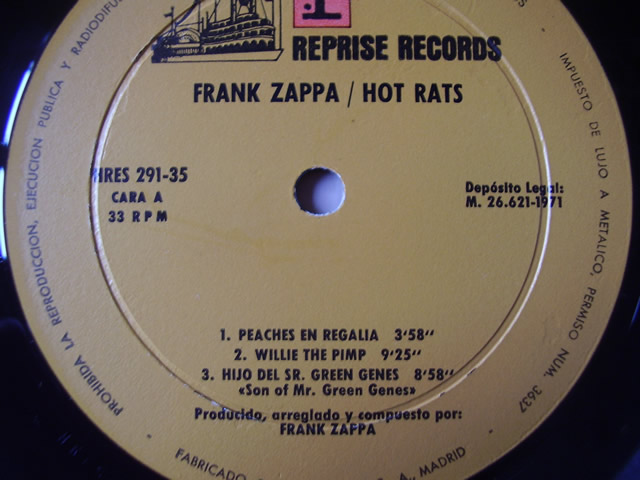 r
REPRISE RECORDS
FRANK ZAPPA / HOT RATS
HRES 291-35
CARA A
33 RPM
Depósito Legal:
M. 26.621-1971
1. PEACHES EN REGALIA 3'58"
2. WILLIE THE PIMP 9'25"
3. HIJO DEL SR. GREEN GENES 8'58"
«Son of Mr. Green Genes»
Producido, arreglado y compuesto por:
FRANK ZAPPA
PROHIBIDA LA REPRODUCCION, EJECUCION PUBLICA Y
IMPUESTO DE LUJO A METALICO, PERMISO NUM. 3637
FABRICADO
A., MADRID